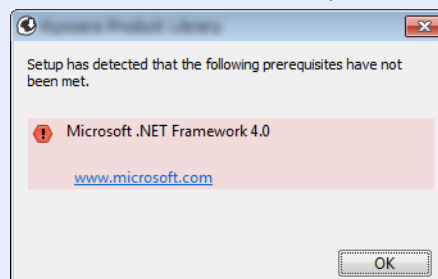 Setup has detected that the following prerequisites have not
been met.
Microsoft .NET Framework 4.0
www.microsoft.com
OK